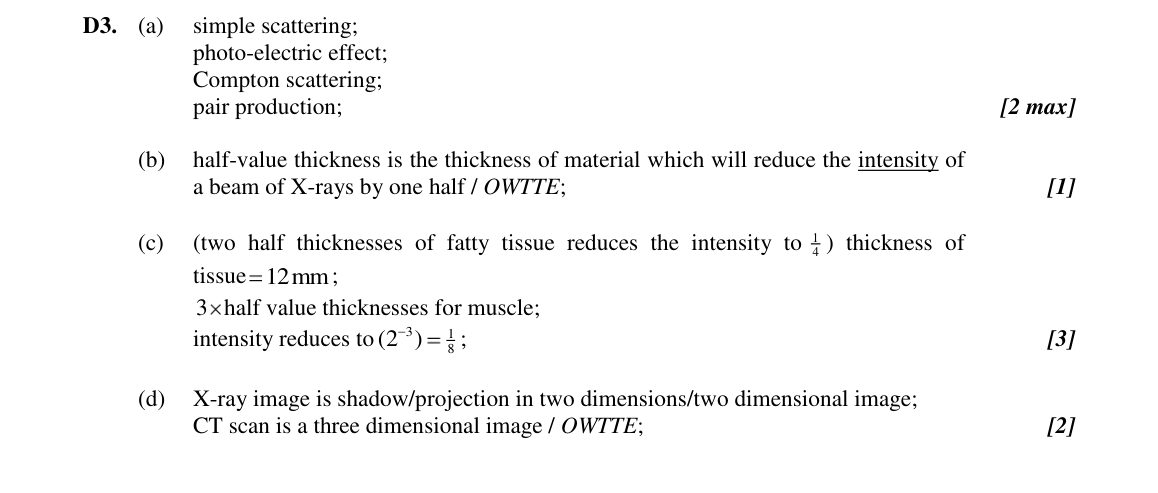 D3. (a) simple scattering;
photo-electric effect;
Compton scattering;
pair production; [2 max]
(b) half-value thickness is the thickness of material which will reduce the intensity of
a beam of X-rays by one half / OWTTE; [1]
(c) (two half thicknesses of fatty tissue reduces the intensity to 1/4) thickness of
tissue = 12 mm;
3×half value thicknesses for muscle;
intensity reduces to (2⁻³) = 1/8; [3]
(d) X-ray image is shadow/projection in two dimensions/two dimensional image;
CT scan is a three dimensional image / OWTTE; [2]